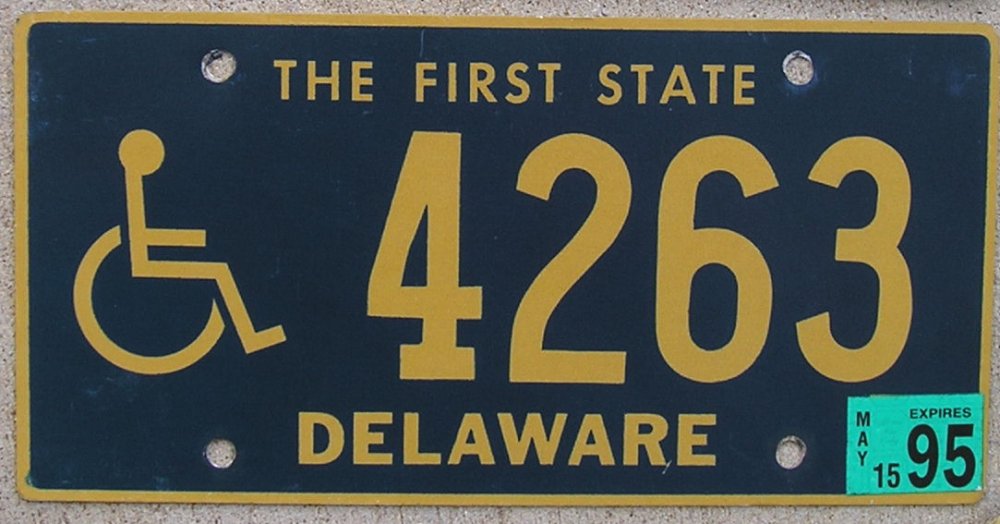 THE FIRST STATE
4263
DELAWARE
MAY
EXPIRES
15 95